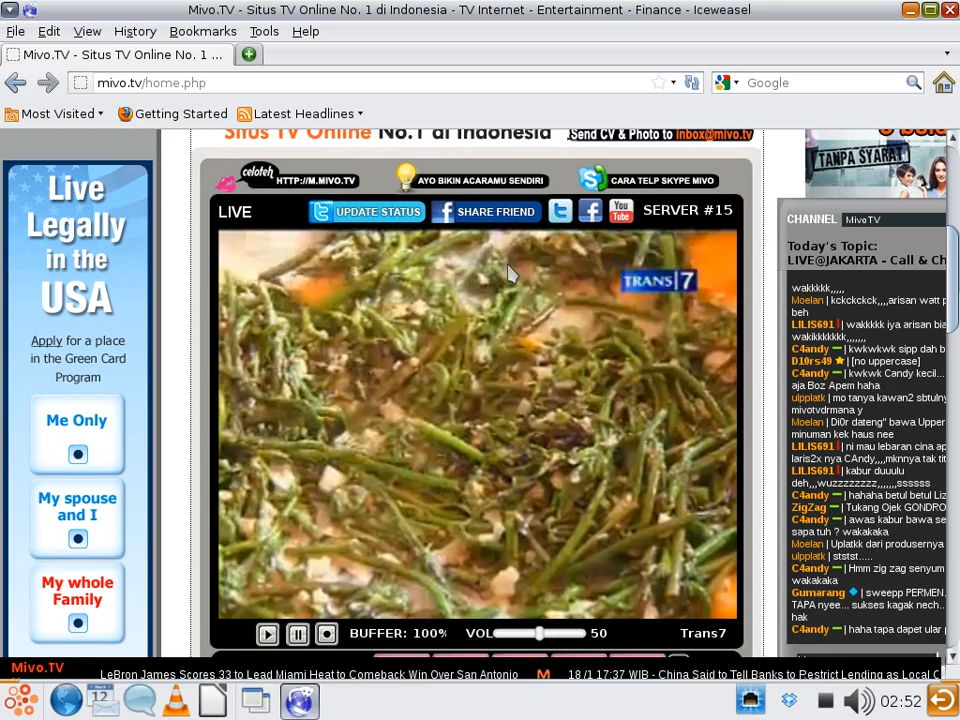 Mivo.TV - Situs TV Online No. 1 di Indonesia - TV Internet - Entertainment - Finance - Iceweasel
File Edit View History Bookmarks Tools Help
Mivo.TV - Situs TV Online No. 1 ...
mivo.tv/home.php
Google
Most Visited
Getting Started
Latest Headlines
Situs TV Online No.1 di Indonesia
Send CV & Photo to inbox@mivo.tv
TANPA SYARAT
celoteh
HTTP://M.MIVO.TV
AYO BIKIN ACARAMU SENDIRI
CARA TELP SKYPE MIVO
LIVE
UPDATE STATUS
SHARE FRIEND
You Tube
SERVER #15
TRANS 7
BUFFER: 100%
VOL
50
Trans7
Live
Legally
in the
USA
Apply for a place
in the Green Card
Program
Me Only
My spouse
and I
My whole
Family
CHANNEL MivoTV
Today's Topic:
LIVE@JAKARTA - Call & Ch
wakkkkk,,,,,
Moelan | kckckckck,,,,arisan watt p
beh
LILIS691 | wakkkkk iya arisan bia
wakikkkkkkk,,,,,,,
C4andy | kwkwkwk sipp dah b
D10rs49 | [no uppercase]
C4andy | kwkwk Candy kecil...
aja Boz Apem haha
ulpplatk | mo tanya kawan2 sbtulny
mivotvdrmana y
Moelan | Di0r dateng" bawa Upper
minuman kek haus nee
LILIS691 | ni mau lebaran cina ap
laris2x nya CAndy,,,,mknnya tak tit
LILIS691 | kabur duuulu
deh,,,wuzzzzzzzz,,,,,,,ssssss
C4andy | hahaha betul betul Liz
ZigZag | Tukang Ojek GONDRO
C4andy | awas kabur bawa se
sapa tuh ? wakakaka
Moelan | Uplatkk dari produsernya
ulpplatk | ststst.....
C4andy | Hmm zig zag senyum
wakakaka
Gumarang | sweepp PERMEN.
TAPA nyee... sukses kagak nech..
hak
C4andy | haha tapa dapet ular p
Mivo.TV
LeBron James Scores 33 to Lead Miami Heat to Comeback Win Over San Antonio
18/1 17:37 WIB - China Said to Tell Banks to Restrict Lending as Local G
12
02:52